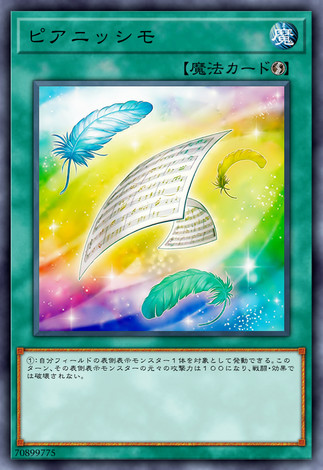 ピアニッシモ
魔
【魔法カード】
①:自分フィールドの表側表示モンスター1体を対象として発動できる。この
ターン、その表側表示モンスターの元々の攻撃力は100になり、戦闘・効果で
は破壊されない。
70899775